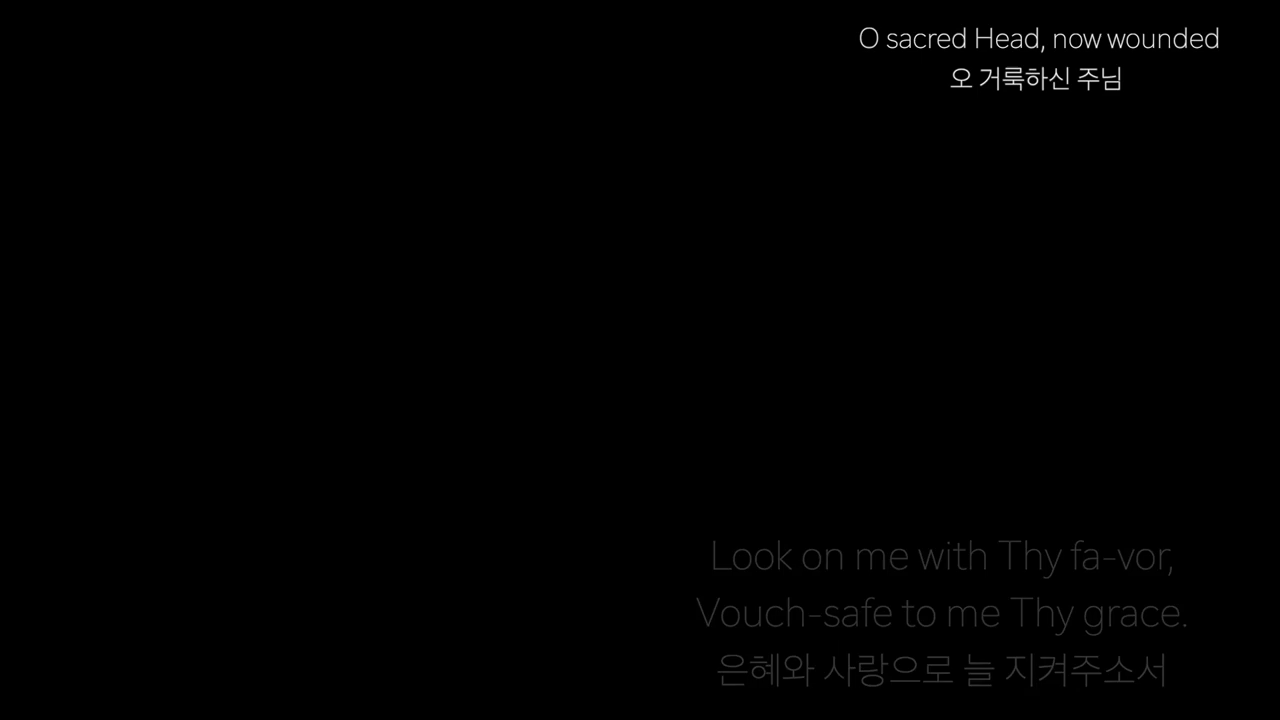 O sacred Head, now wounded
오 거룩하신 주님
Look on me with Thy fa-vor,
Vouch-safe to me Thy grace.
은혜와 사랑으로 늘 지켜주소서